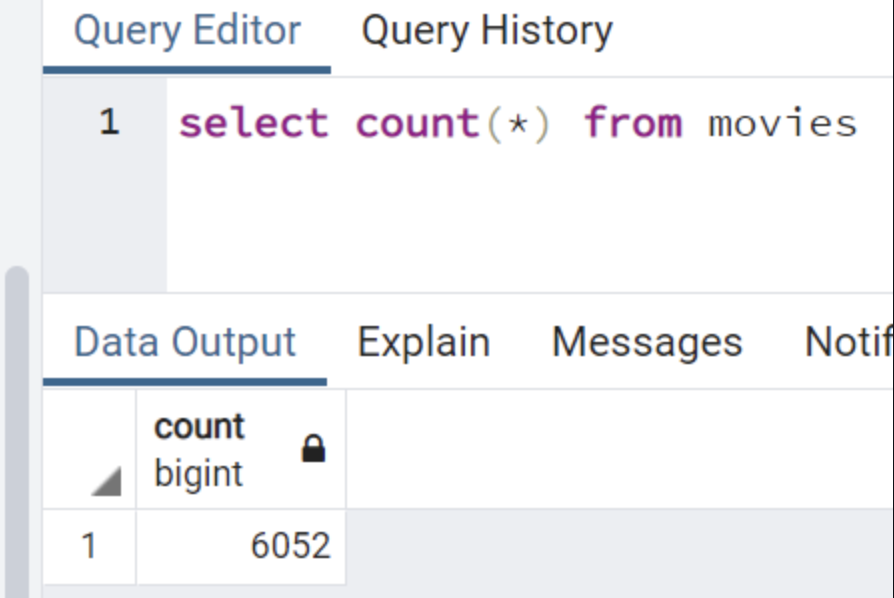 Query Editor Query History
1 select count(*) from movies
Data Output Explain Messages Notif
count
bigint
1 6052